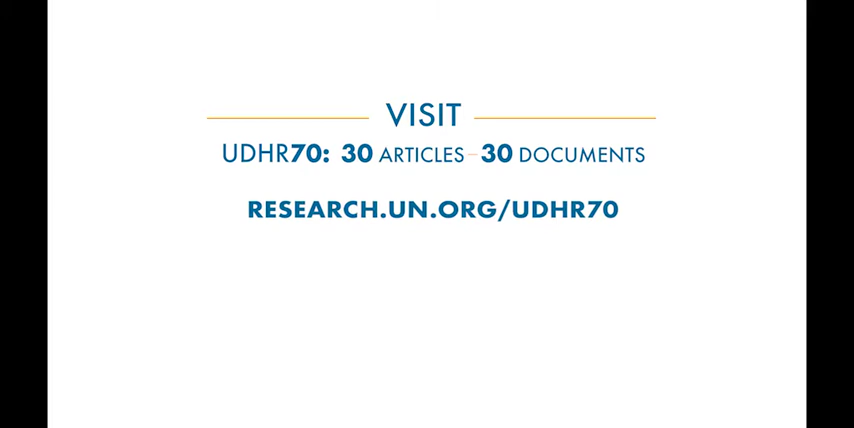 VISIT
UDHR70: 30 ARTICLES – 30 DOCUMENTS
RESEARCH.UN.ORG/UDHR70